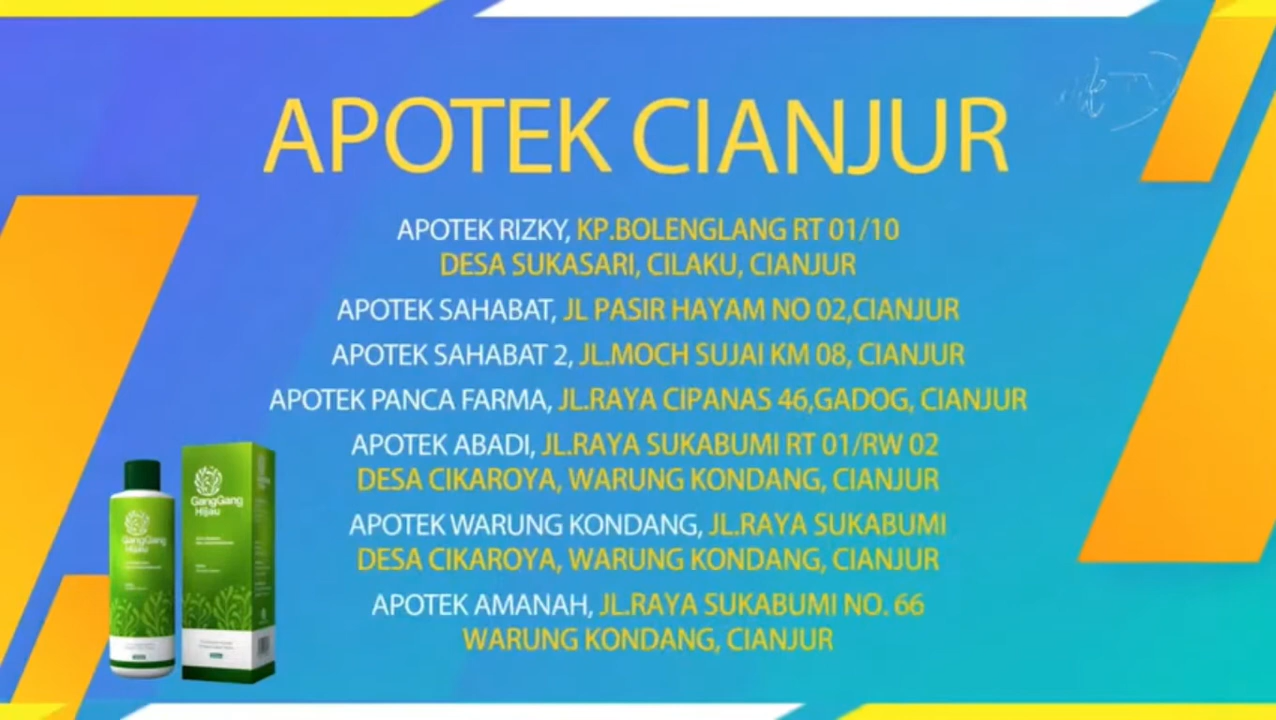 APOTEK CIANJUR
APOTEK RIZKY, KP.BOLENGLANG RT 01/10
DESA SUKASARI, CILAKU, CIANJUR
APOTEK SAHABAT, JL PASIR HAYAM NO 02,CIANJUR
APOTEK SAHABAT 2, JL.MOCH SUJAI KM 08, CIANJUR
APOTEK PANCA FARMA, JL.RAYA CIPANAS 46,GADOG, CIANJUR
APOTEK ABADI, JL.RAYA SUKABUMI RT 01/RW 02
DESA CIKAROYA, WARUNG KONDANG, CIANJUR
APOTEK WARUNG KONDANG, JL.RAYA SUKABUMI
DESA CIKAROYA, WARUNG KONDANG, CIANJUR
APOTEK AMANAH, JL.RAYA SUKABUMI NO. 66
WARUNG KONDANG, CIANJUR
GangGang
Hijau
GangGang
Hijau